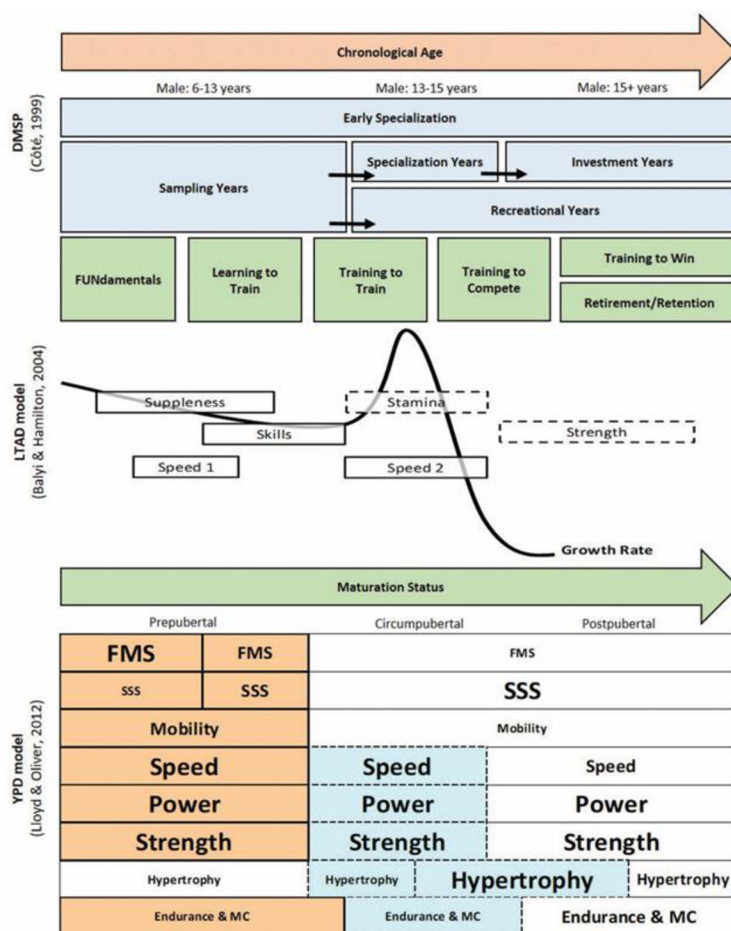 Chronological Age
Male: 6-13 years
Male: 13-15 years
Male: 15+ years
DMSP
(Côté, 1999)
Early Specialization
Sampling Years
Specialization Years
Investment Years
Recreational Years
FUNdamentals
Learning to
Train
Training to
Train
Training to
Compete
Training to Win
Retirement/Retention
LTAD model
(Balyi & Hamilton, 2004)
Suppleness
Skills
Speed 1
Stamina
Speed 2
Strength
Growth Rate
Maturation Status
Prepubertal
Circumpubertal
Postpubertal
YPD model
(Lloyd & Oliver, 2012)
FMS
FMS
FMS
SSS
SSS
SSS
Mobility
Mobility
Speed
Speed
Speed
Power
Power
Power
Strength
Strength
Strength
Hypertrophy
Hypertrophy
Hypertrophy
Hypertrophy
Endurance & MC
Endurance & MC
Endurance & MC